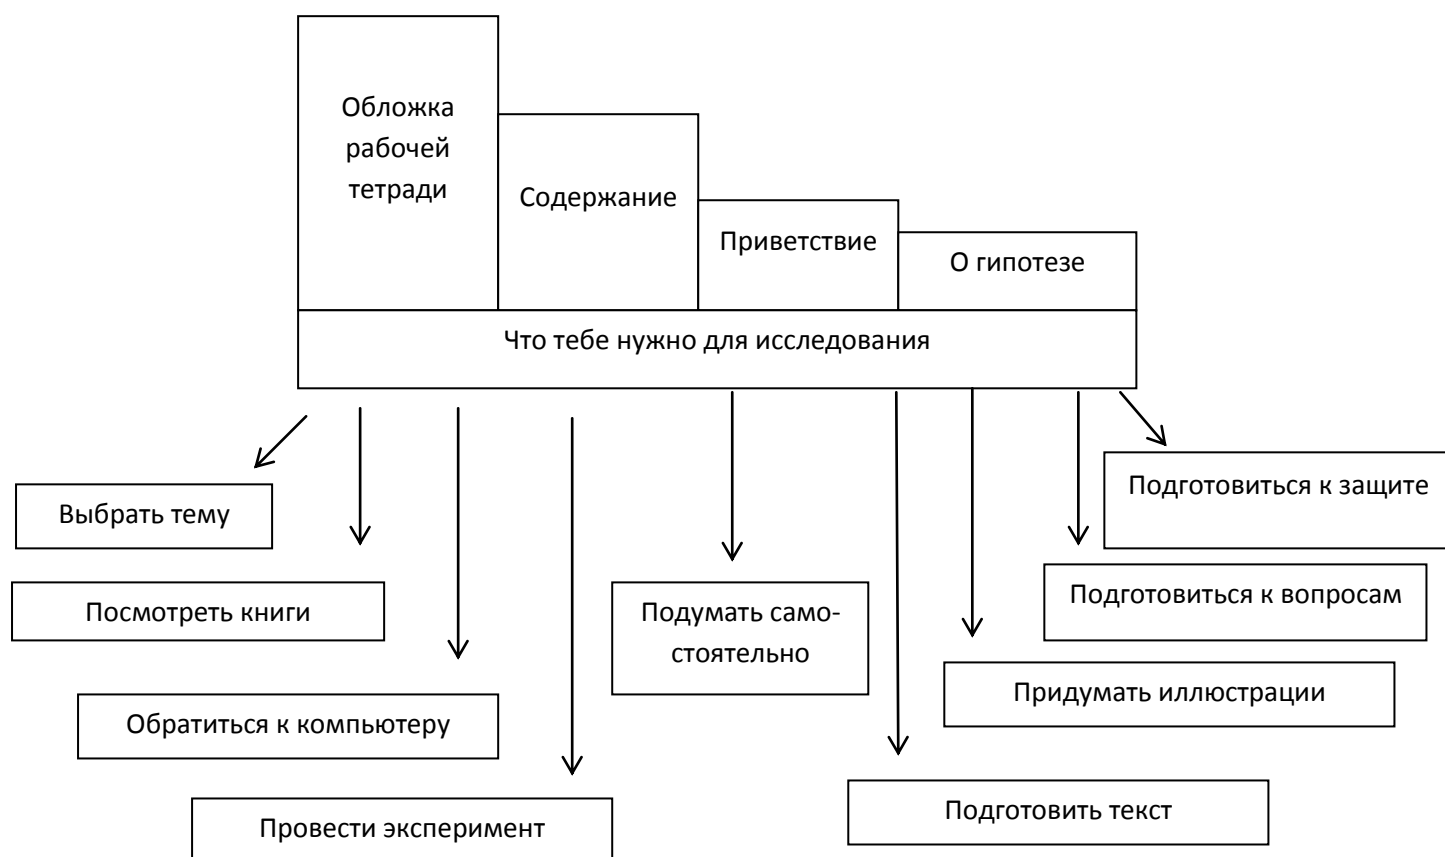 Обложка
рабочей
тетради
Содержание
Приветствие
О гипотезе
Что тебе нужно для исследования
Выбрать тему
Подготовиться к защите
Посмотреть книги
Подумать само-
стоятельно
Подготовиться к вопросам
Придумать иллюстрации
Обратиться к компьютеру
Подготовить текст
Провести эксперимент